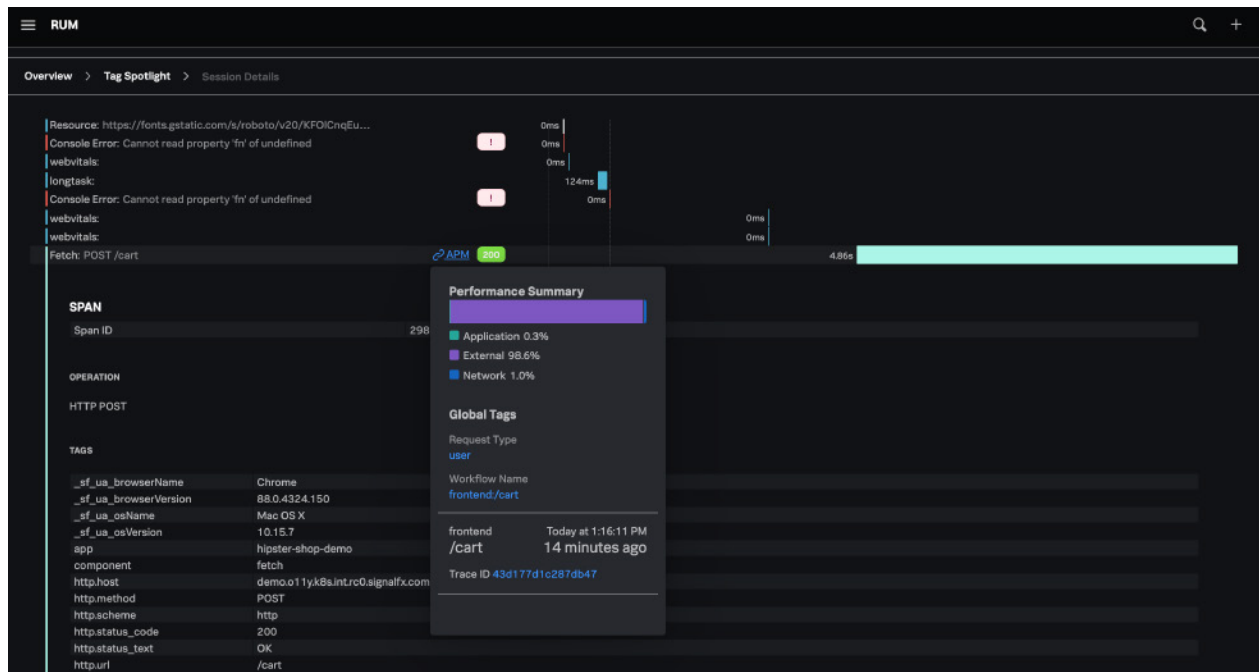 RUM
Overview > Tag Spotlight > Session Details
Resource: https://fonts.gstatic.com/s/roboto/v20/KFOlCnqEu... 0ms
Console Error: Cannot read property 'fn' of undefined ! 0ms
webvitals: 0ms
longtask: 124ms
Console Error: Cannot read property 'fn' of undefined ! 0ms
webvitals: 0ms
webvitals: 0ms
Fetch: POST /cart APM 200 4.86s
SPAN
Span ID 298
OPERATION
HTTP POST
TAGS
_sf_ua_browserName Chrome
_sf_ua_browserVersion 88.0.4324.150
_sf_ua_osName Mac OS X
_sf_ua_osVersion 10.15.7
app hipster-shop-demo
component fetch
http.host demo.o11y.k8s.int.rc0.signalfx.com
http.method POST
http.scheme http
http.status_code 200
http.status_text OK
http.url /cart
Performance Summary
Application 0.3%
External 98.6%
Network 1.0%
Global Tags
Request Type
user
Workflow Name
frontend:/cart
frontend Today at 1:16:11 PM
/cart 14 minutes ago
Trace ID 43d177d1c287db47